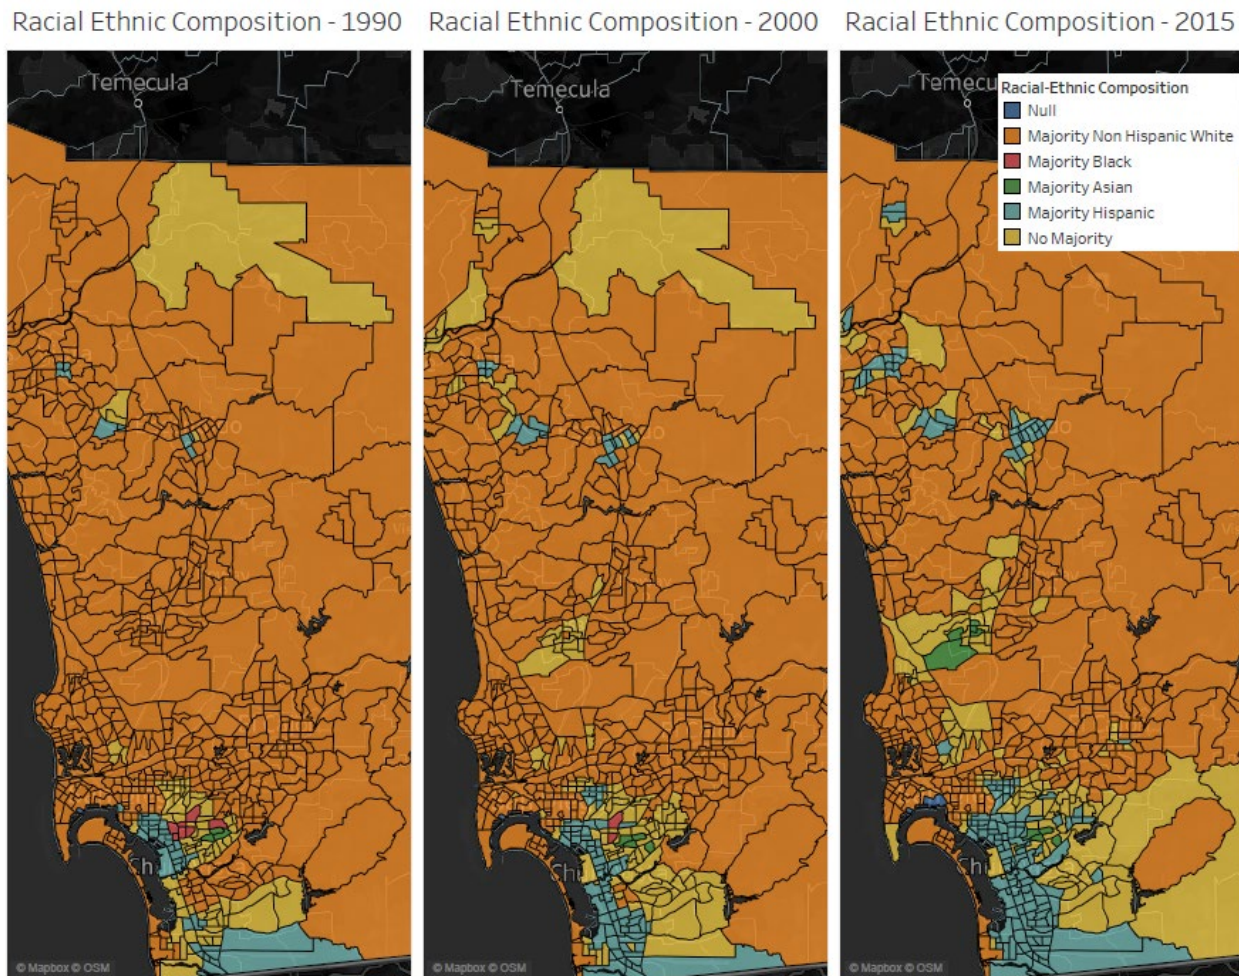 Racial Ethnic Composition - 1990
Racial Ethnic Composition - 2000
Racial Ethnic Composition - 2015
Temecula
Temecula
Racial-Ethnic Composition
Null
Majority Non Hispanic White
Majority Black
Majority Asian
Majority Hispanic
No Majority
© Mapbox © OSM
© Mapbox © OSM
© Mapbox © OSM